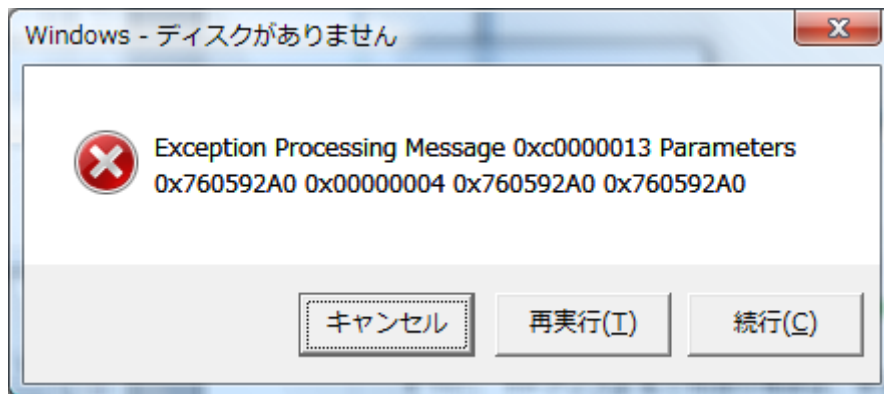 Windows - ディスクがありません
Exception Processing Message 0xc0000013 Parameters
0x760592A0 0x00000004 0x760592A0 0x760592A0
キャンセル
再実行(T)
続行(C)